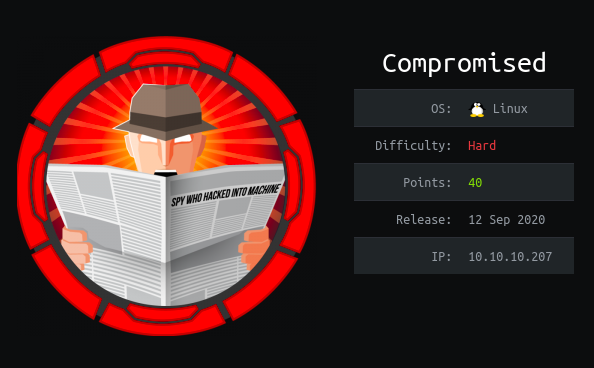 Compromised
OS: Linux
Difficulty: Hard
Points: 40
Release: 12 Sep 2020
IP: 10.10.10.207
SPY WHO HACKED INTO MACHINE